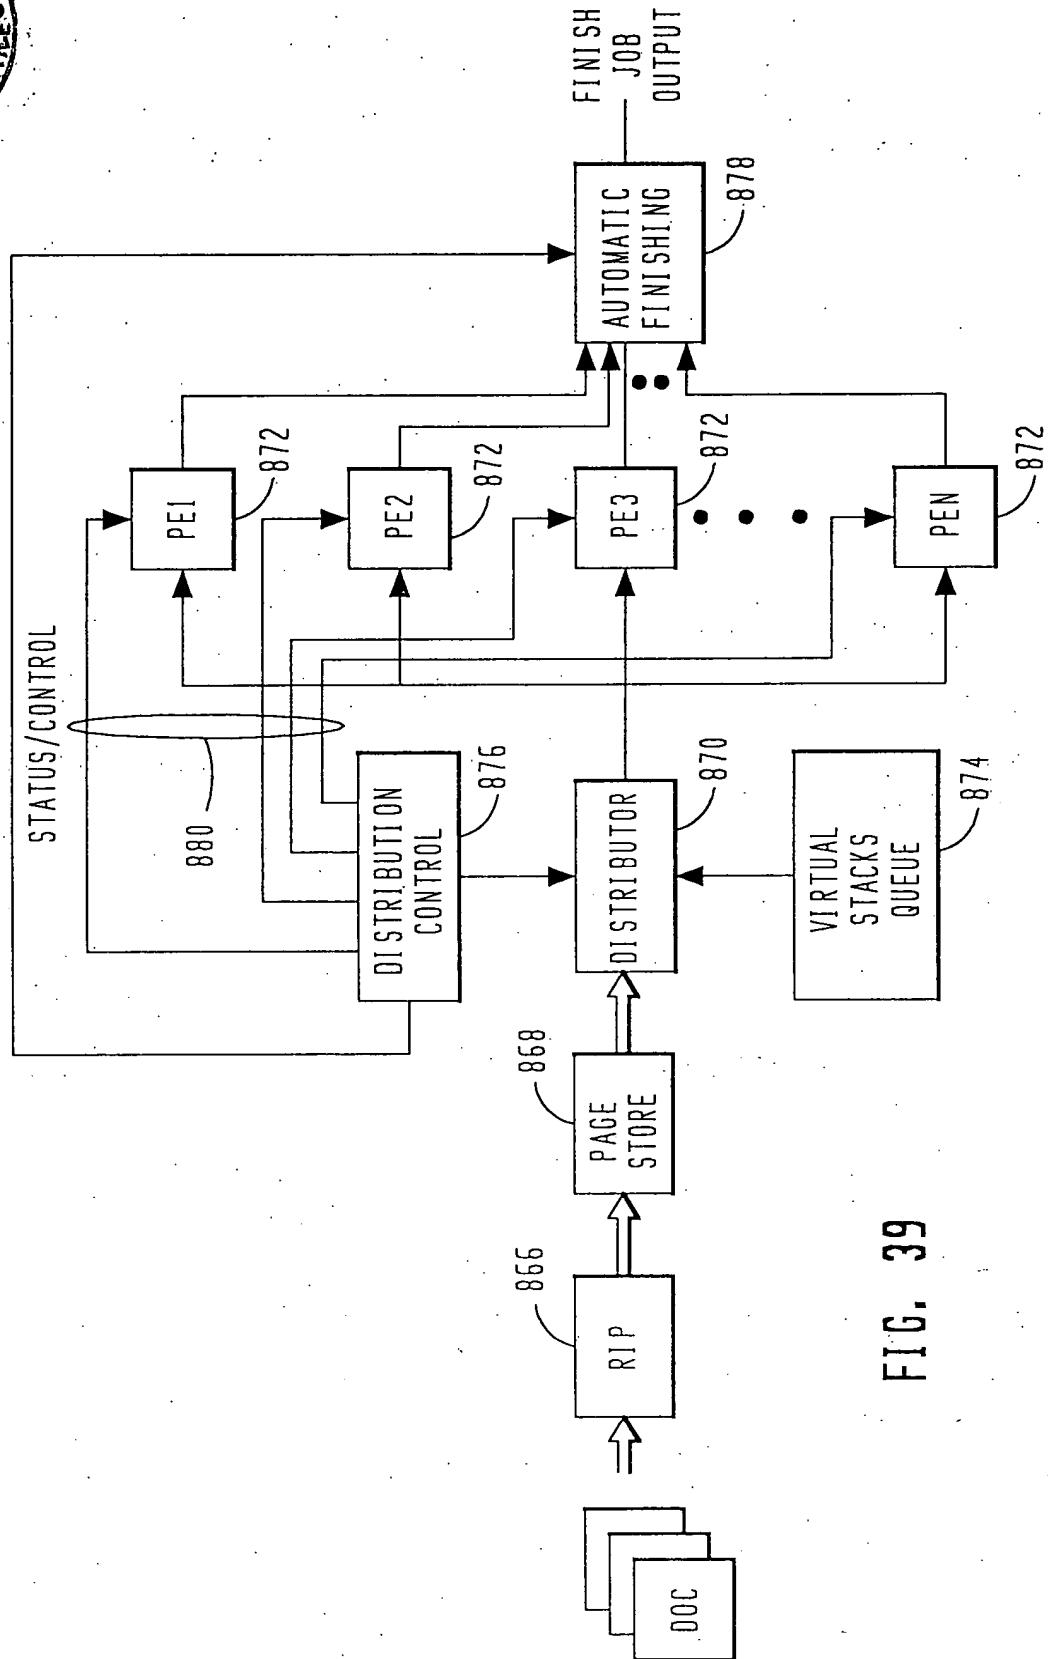 STATUS/CONTROL
880
DOC
RIP
866
PAGE
STORE
868
DISTRIBUTOR
870
DISTRIBUTION
CONTROL
876
VIRTUAL
STACKS
QUEUE
874
PE1
872
PE2
872
PE3
872
PEN
872
AUTOMATIC
FINISHING
878
FINISH
JOB
OUTPUT
FIG. 39